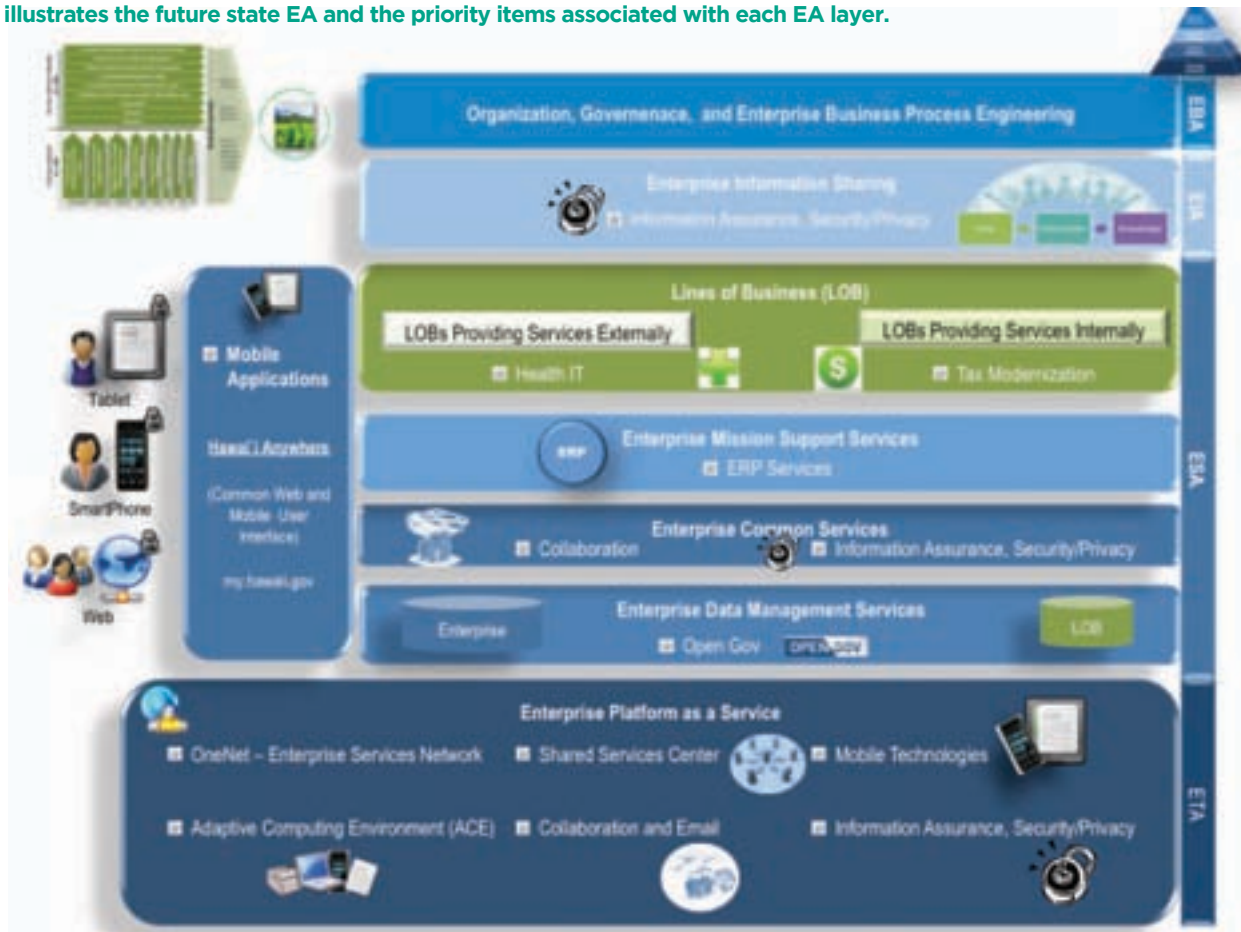 illustrates the future state EA and the priority items associated with each EA layer.
Organization, Governenace, and Enterprise Business Process Engineering
EBA
Enterprise Information Sharing
Information Assurance, Security/Privacy
EIA
Lines of Business (LOB)
LOBs Providing Services Externally
LOBs Providing Services Internally
Health IT
$
Tax Modernization
Mobile
Applications
Tablet
SmartPhone
Web
(Common Web and
Mobile User
Interface)
my.hawaii.gov
Enterprise Mission Support Services
ERP
ERP Services
ESA
Enterprise Common Services
Collaboration
Information Assurance, Security/Privacy
Enterprise Data Management Services
Enterprise
Open Gov
OPEN GOV
LOB
Enterprise Platform as a Service
OneNet – Enterprise Services Network
Shared Services Center
Mobile Technologies
ETA
Adaptive Computing Environment (ACE)
Collaboration and Email
Information Assurance, Security/Privacy